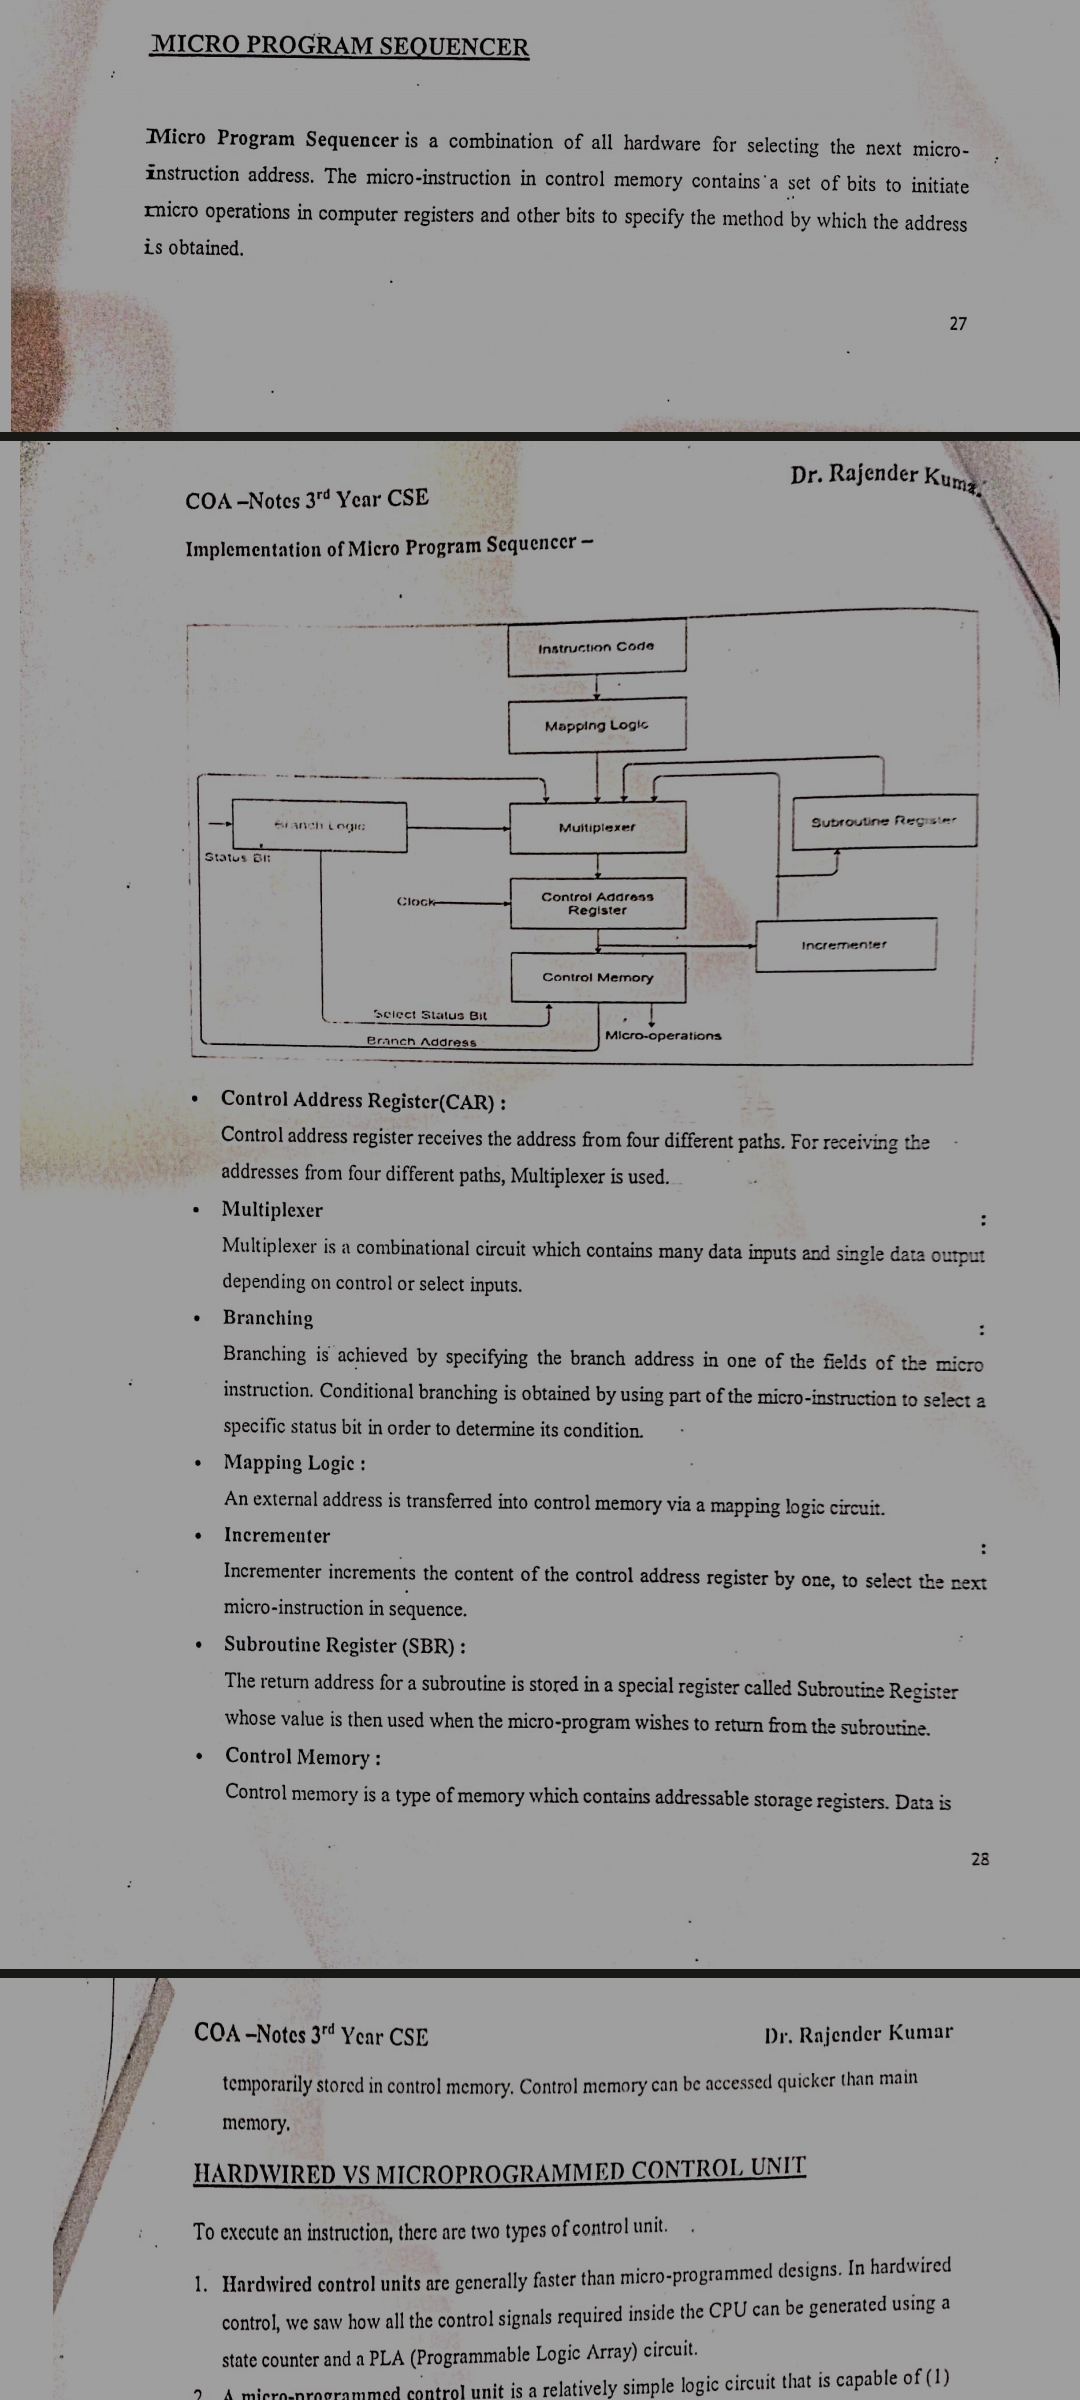 MICRO PROGRAM SEQUENCER
Micro Program Sequencer is a combination of all hardware for selecting the next micro-
instruction address. The micro-instruction in control memory contains a set of bits to initiate
micro operations in computer registers and other bits to specify the method by which the address
is obtained.
27
COA –Notes 3rd Year CSE
Dr. Rajender Kumar
Implementation of Micro Program Sequencer –
Instruction Code
Mapping Logic
Branch Logic
Multiplexer
Subroutine Register
Status Bit
Clock
Control Address
Register
Incrementer
Control Memory
Select Status Bit
Micro-operations
Branch Address
• Control Address Register(CAR) :
Control address register receives the address from four different paths. For receiving the
addresses from four different paths, Multiplexer is used.
• Multiplexer :
Multiplexer is a combinational circuit which contains many data inputs and single data output
depending on control or select inputs.
• Branching :
Branching is achieved by specifying the branch address in one of the fields of the micro
instruction. Conditional branching is obtained by using part of the micro-instruction to select a
specific status bit in order to determine its condition.
• Mapping Logic :
An external address is transferred into control memory via a mapping logic circuit.
• Incrementer :
Incrementer increments the content of the control address register by one, to select the next
micro-instruction in sequence.
• Subroutine Register (SBR) :
The return address for a subroutine is stored in a special register called Subroutine Register
whose value is then used when the micro-program wishes to return from the subroutine.
• Control Memory :
Control memory is a type of memory which contains addressable storage registers. Data is
28
COA –Notes 3rd Year CSE
Dr. Rajender Kumar
temporarily stored in control memory. Control memory can be accessed quicker than main
memory.
HARDWIRED VS MICROPROGRAMMED CONTROL UNIT
To execute an instruction, there are two types of control unit.
1. Hardwired control units are generally faster than micro-programmed designs. In hardwired
control, we saw how all the control signals required inside the CPU can be generated using a
state counter and a PLA (Programmable Logic Array) circuit.
2. A micro-programmed control unit is a relatively simple logic circuit that is capable of (1)